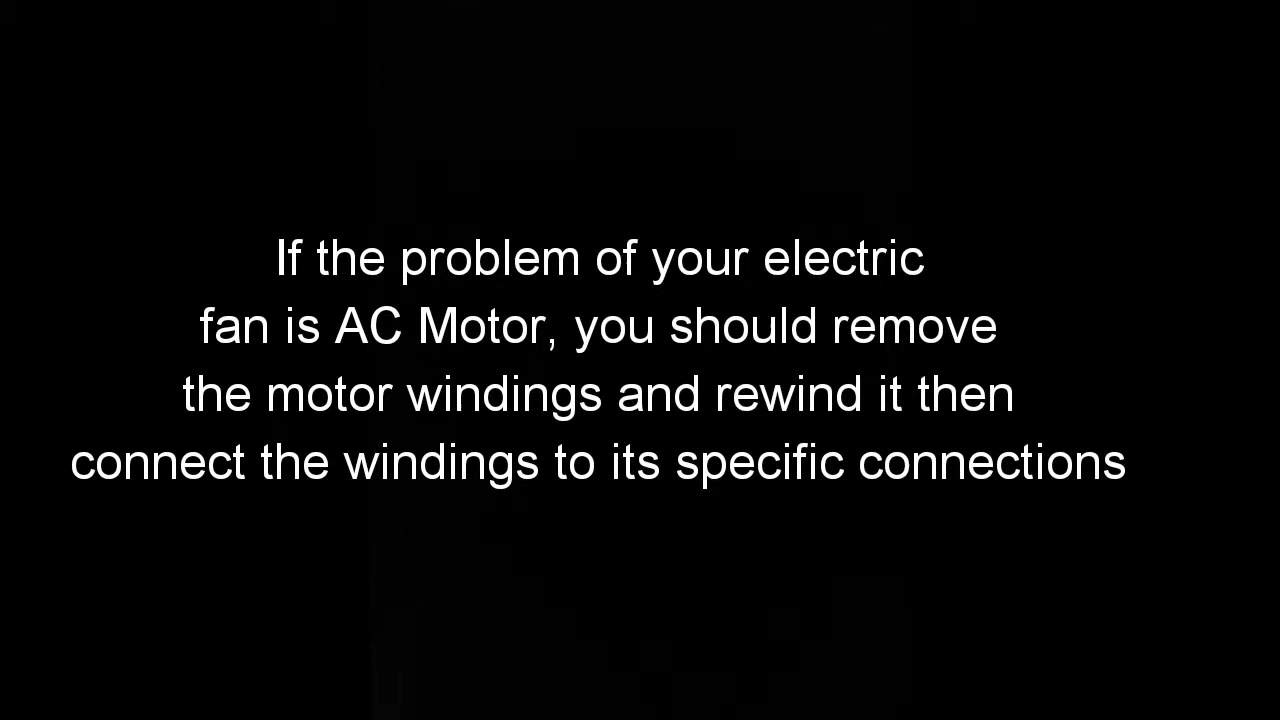 If the problem of your electric
fan is AC Motor, you should remove
the motor windings and rewind it then
connect the windings to its specific connections